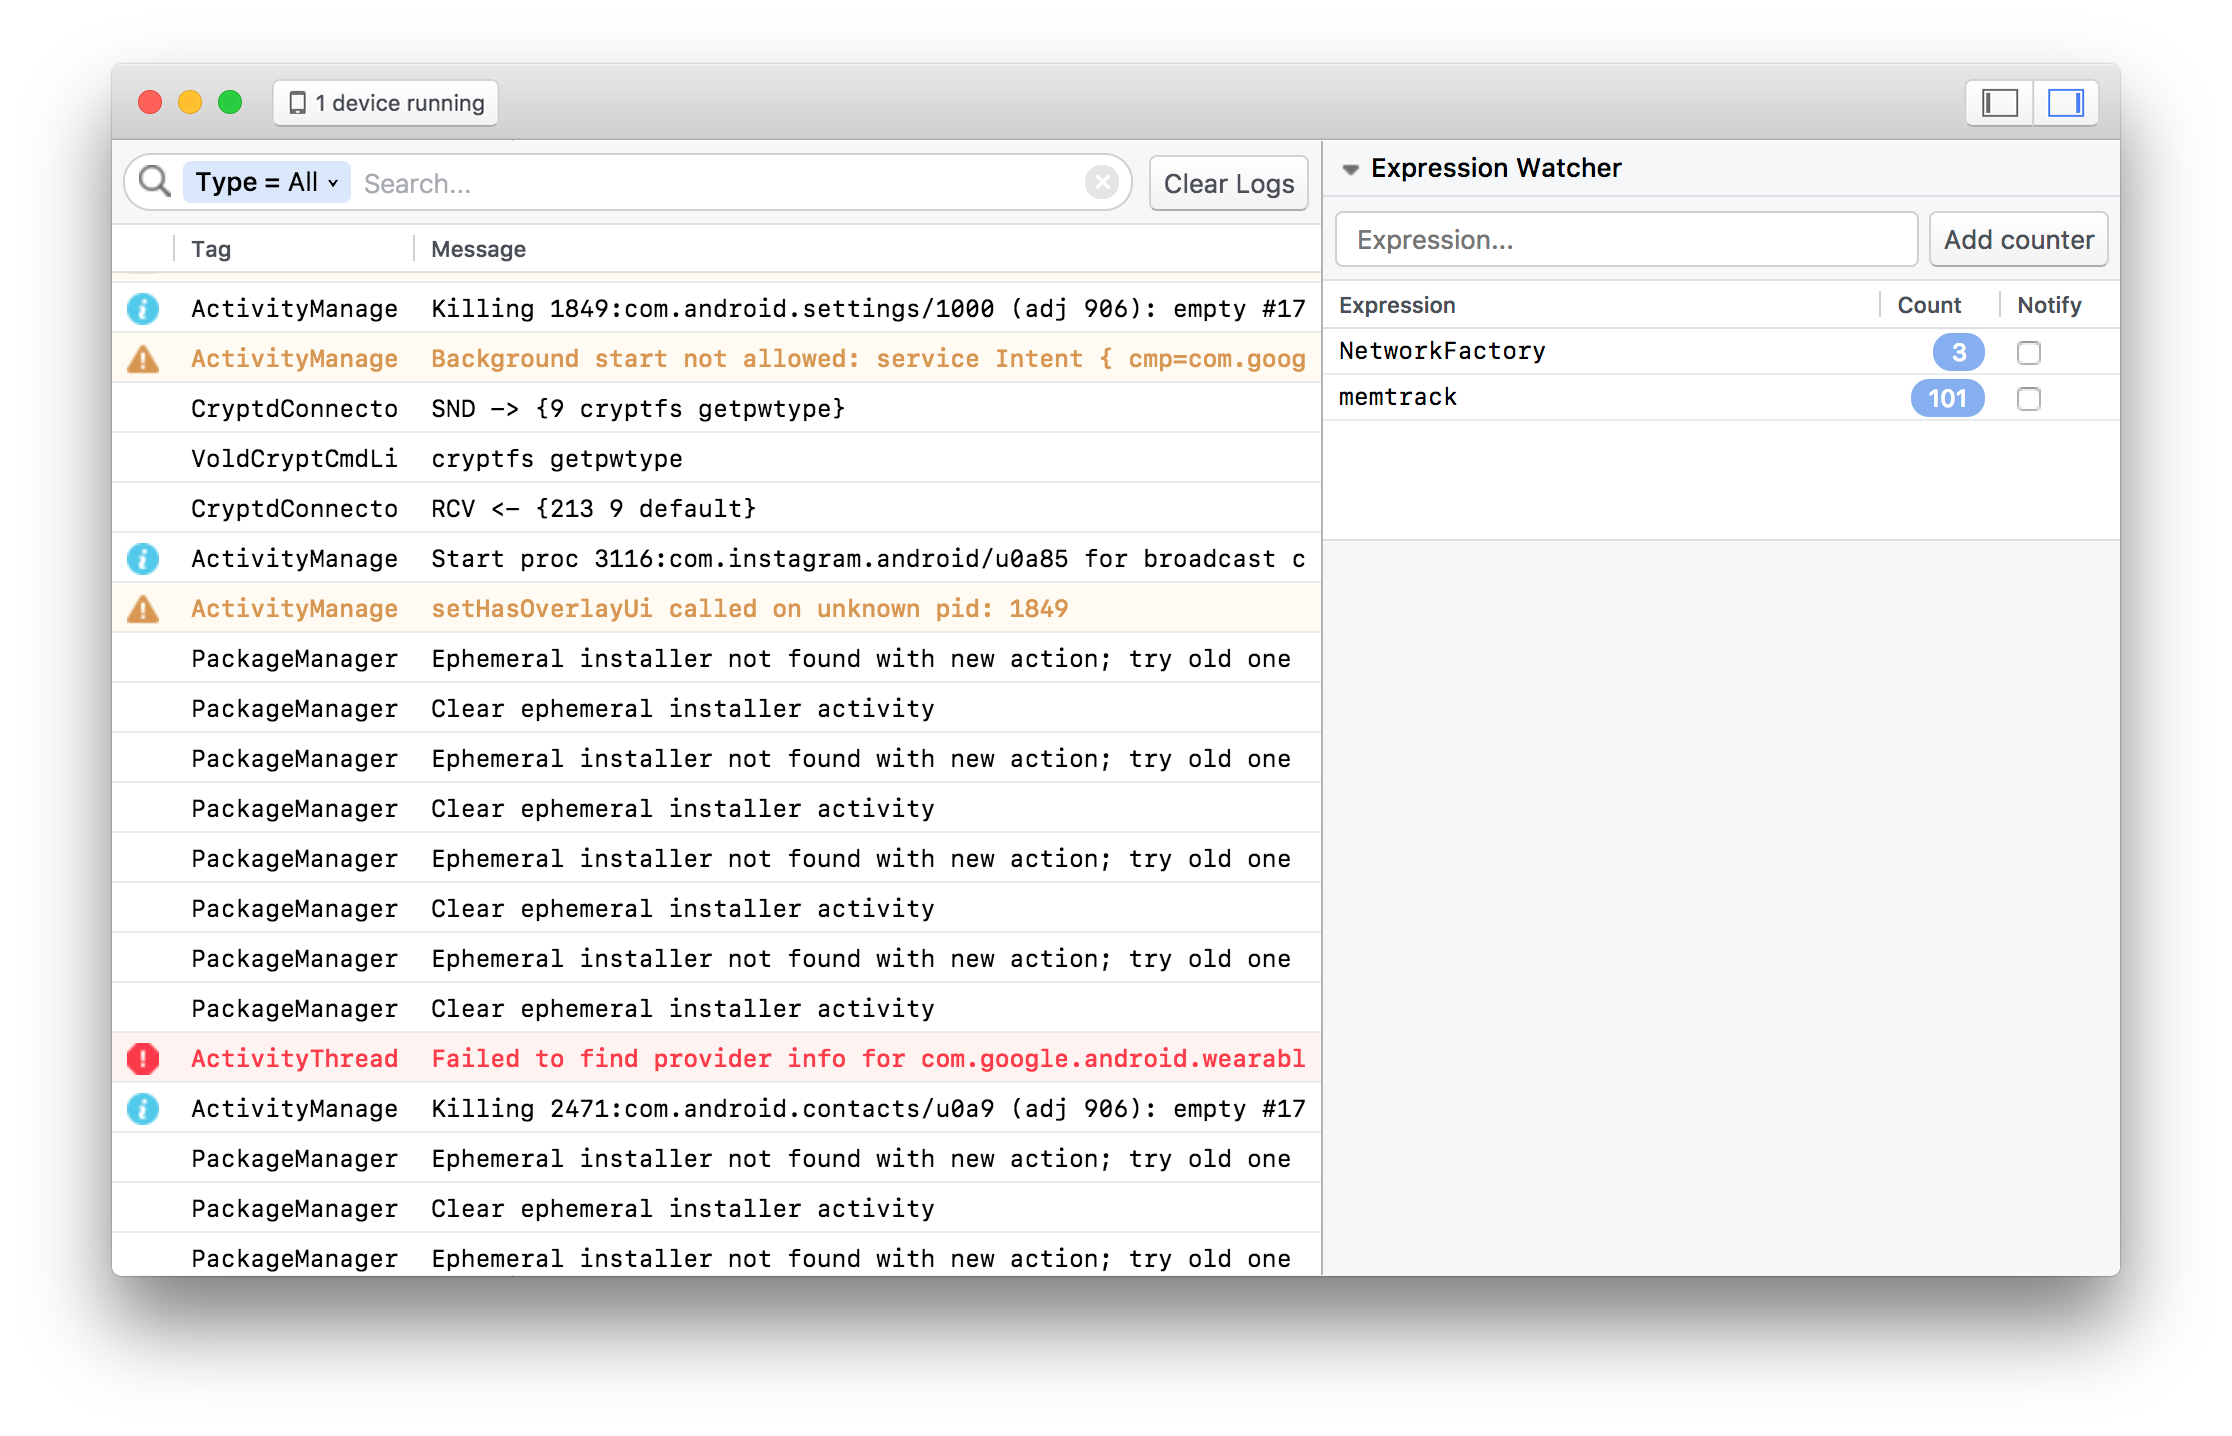 1 device running
Type = All Search...
Clear Logs
Tag Message
ActivityManage Killing 1849:com.android.settings/1000 (adj 906): empty #17
ActivityManage Background start not allowed: service Intent { cmp=com.goog
CryptdConnecto SND -> {9 cryptfs getpwtype}
VoldCryptCmdLi cryptfs getpwtype
CryptdConnecto RCV <- {213 9 default}
ActivityManage Start proc 3116:com.instagram.android/u0a85 for broadcast c
ActivityManage setHasOverlayUi called on unknown pid: 1849
PackageManager Ephemeral installer not found with new action; try old one
PackageManager Clear ephemeral installer activity
PackageManager Ephemeral installer not found with new action; try old one
PackageManager Clear ephemeral installer activity
PackageManager Ephemeral installer not found with new action; try old one
PackageManager Clear ephemeral installer activity
PackageManager Ephemeral installer not found with new action; try old one
PackageManager Clear ephemeral installer activity
ActivityThread Failed to find provider info for com.google.android.wearabl
ActivityManage Killing 2471:com.android.contacts/u0a9 (adj 906): empty #17
PackageManager Ephemeral installer not found with new action; try old one
PackageManager Clear ephemeral installer activity
PackageManager Ephemeral installer not found with new action; try old one
Expression Watcher
Expression...
Add counter
Expression Count Notify
NetworkFactory 3
memtrack 101